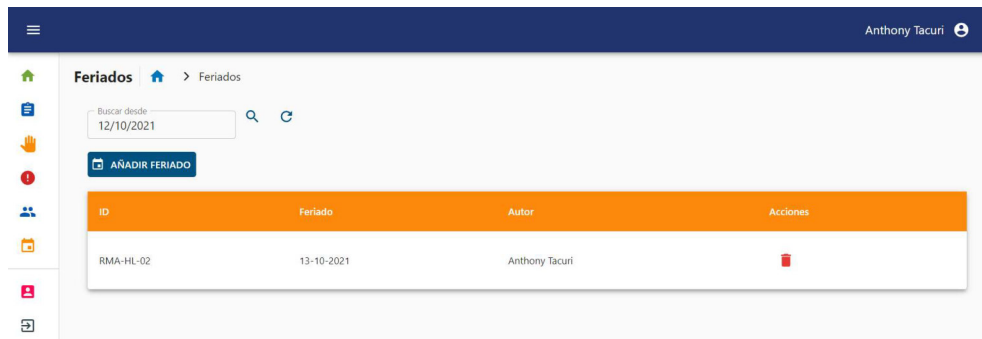 Anthony Tacuri
Feriados > Feriados
Buscar desde
12/10/2021
AÑADIR FERIADO
ID Feriado Autor Acciones
RMA-HL-02 13-10-2021 Anthony Tacuri